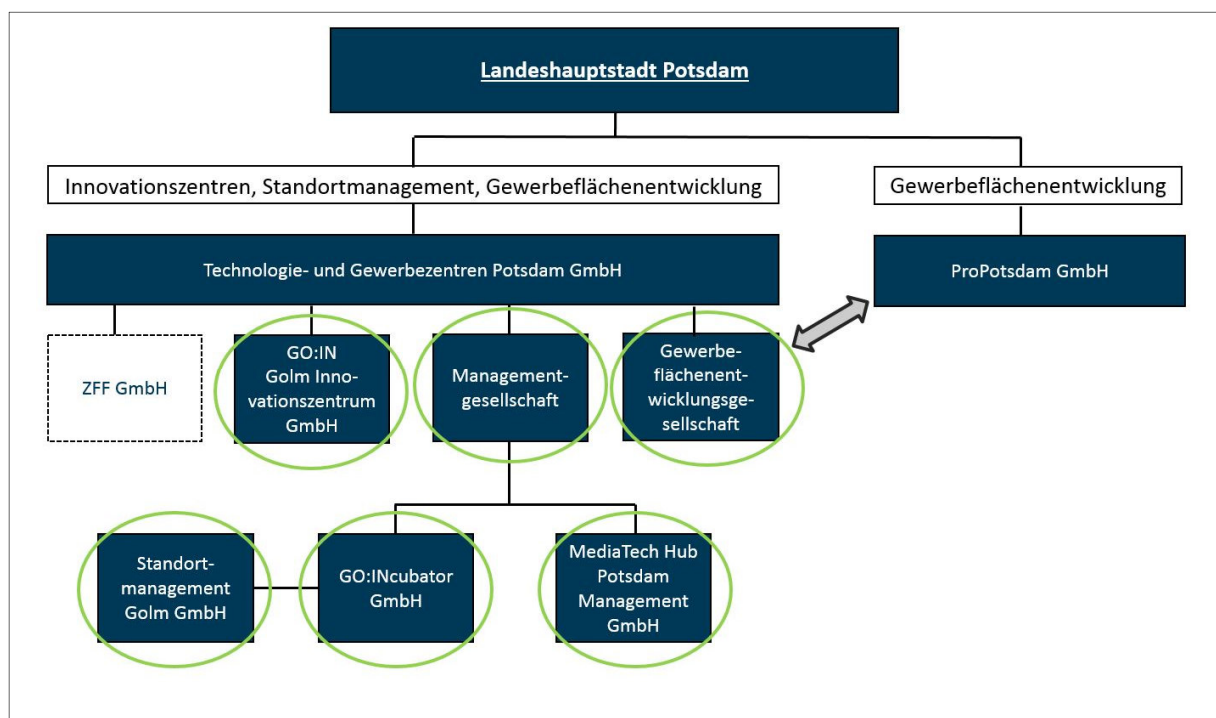 Landeshauptstadt Potsdam
Innovationszentren, Standortmanagement, Gewerbeflächenentwicklung
Gewerbeflächenentwicklung
Technologie- und Gewerbezentren Potsdam GmbH
ProPotsdam GmbH
ZFF GmbH
GO:IN
Golm Inno-
vationszentrum
GmbH
Management-
gesellschaft
Gewerbe-
flächenent-
wicklungsge-
sellschaft
Standort-
management
Golm GmbH
GO:INcubator
GmbH
MediaTech Hub
Potsdam
Management
GmbH